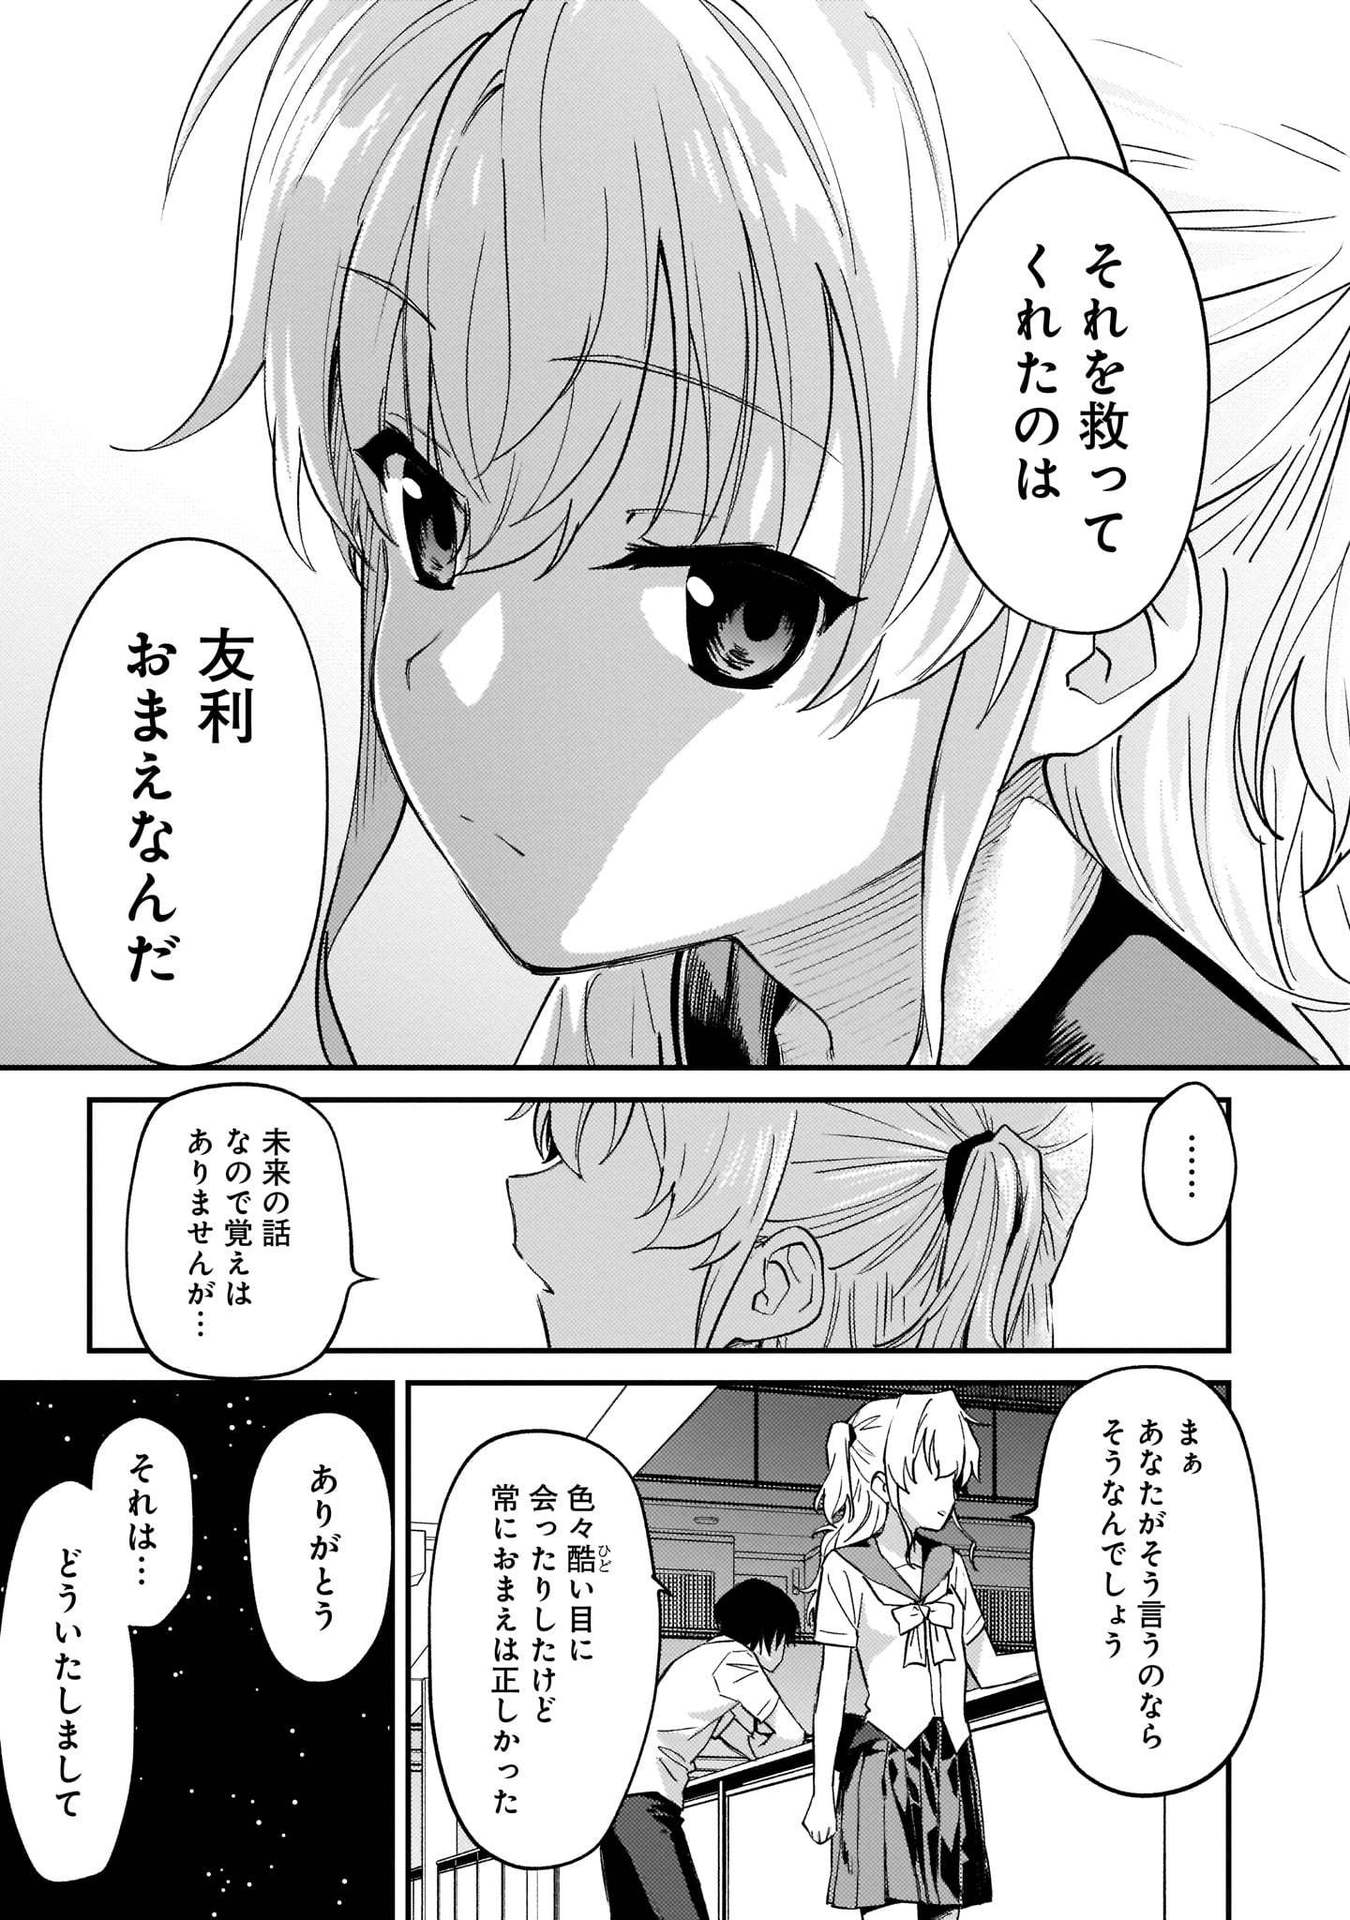 それを救って
くれたのは
友利
おまえなんだ
……
未来の話
なので覚えは
ありませんが…
まぁ
あなたがそう言うのなら
そうなんでしょう
色々酷い目に
ひど
会ったりしたけど
常におまえは正しかった
ありがとう
それは…
どういたしまして